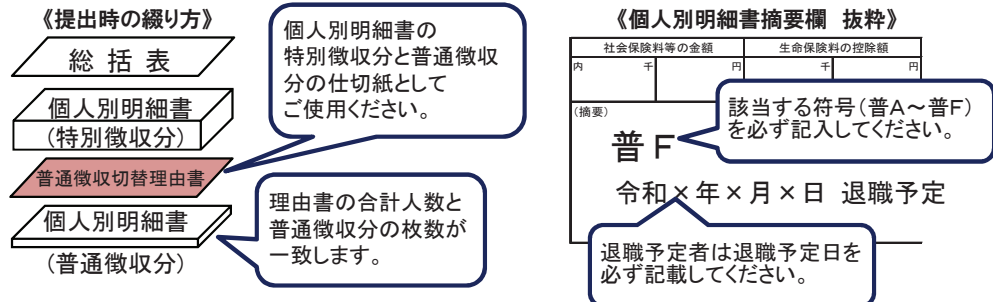 《提出時の綴り方》
総 括 表
個人別明細書
(特別徴収分)
普通徴収切替理由書
個人別明細書
(普通徴収分)
個人別明細書の
特別徴収分と普通徴収
分の仕切紙として
ご使用ください。
理由書の合計人数と
普通徴収分の枚数が
一致します。
《個人別明細書摘要欄 抜粋》
社会保険料等の金額 生命保険料の控除額
内 千 円 千 円
(摘要)
普F
該当する符号(普A~普F)
を必ず記入してください。
令和×年×月×日 退職予定
退職予定者は退職予定日を
必ず記載してください。